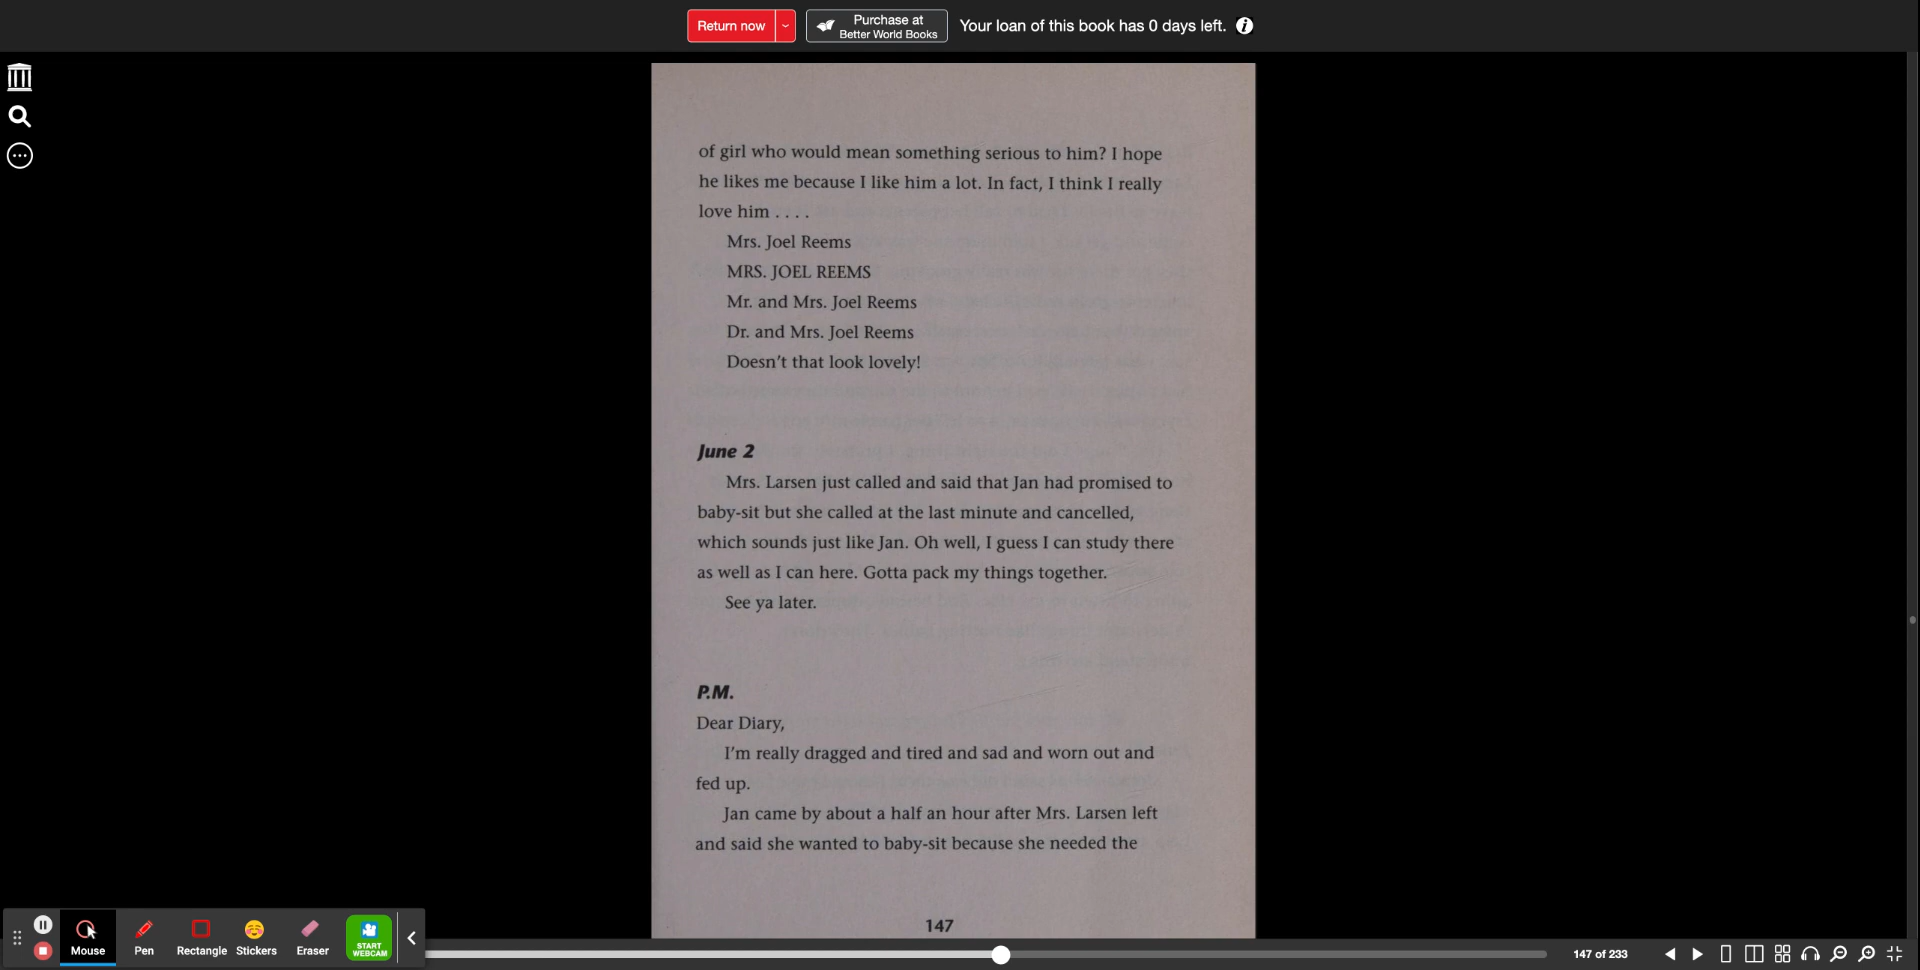 Return now
Purchase at
Better World Books
Your loan of this book has 0 days left.
of girl who would mean something serious to him? I hope
he likes me because I like him a lot. In fact, I think I really
love him . . . .
Mrs. Joel Reems
MRS. JOEL REEMS
Mr. and Mrs. Joel Reems
Dr. and Mrs. Joel Reems
Doesn't that look lovely!
June 2
Mrs. Larsen just called and said that Jan had promised to
baby-sit but she called at the last minute and cancelled,
which sounds just like Jan. Oh well, I guess I can study there
as well as I can here. Gotta pack my things together.
See ya later.
P.M.
Dear Diary,
I'm really dragged and tired and sad and worn out and
fed up.
Jan came by about a half an hour after Mrs. Larsen left
and said she wanted to baby-sit because she needed the
147
Mouse
Pen
Rectangle
Stickers
Eraser
START
WEBCAM
147 of 233